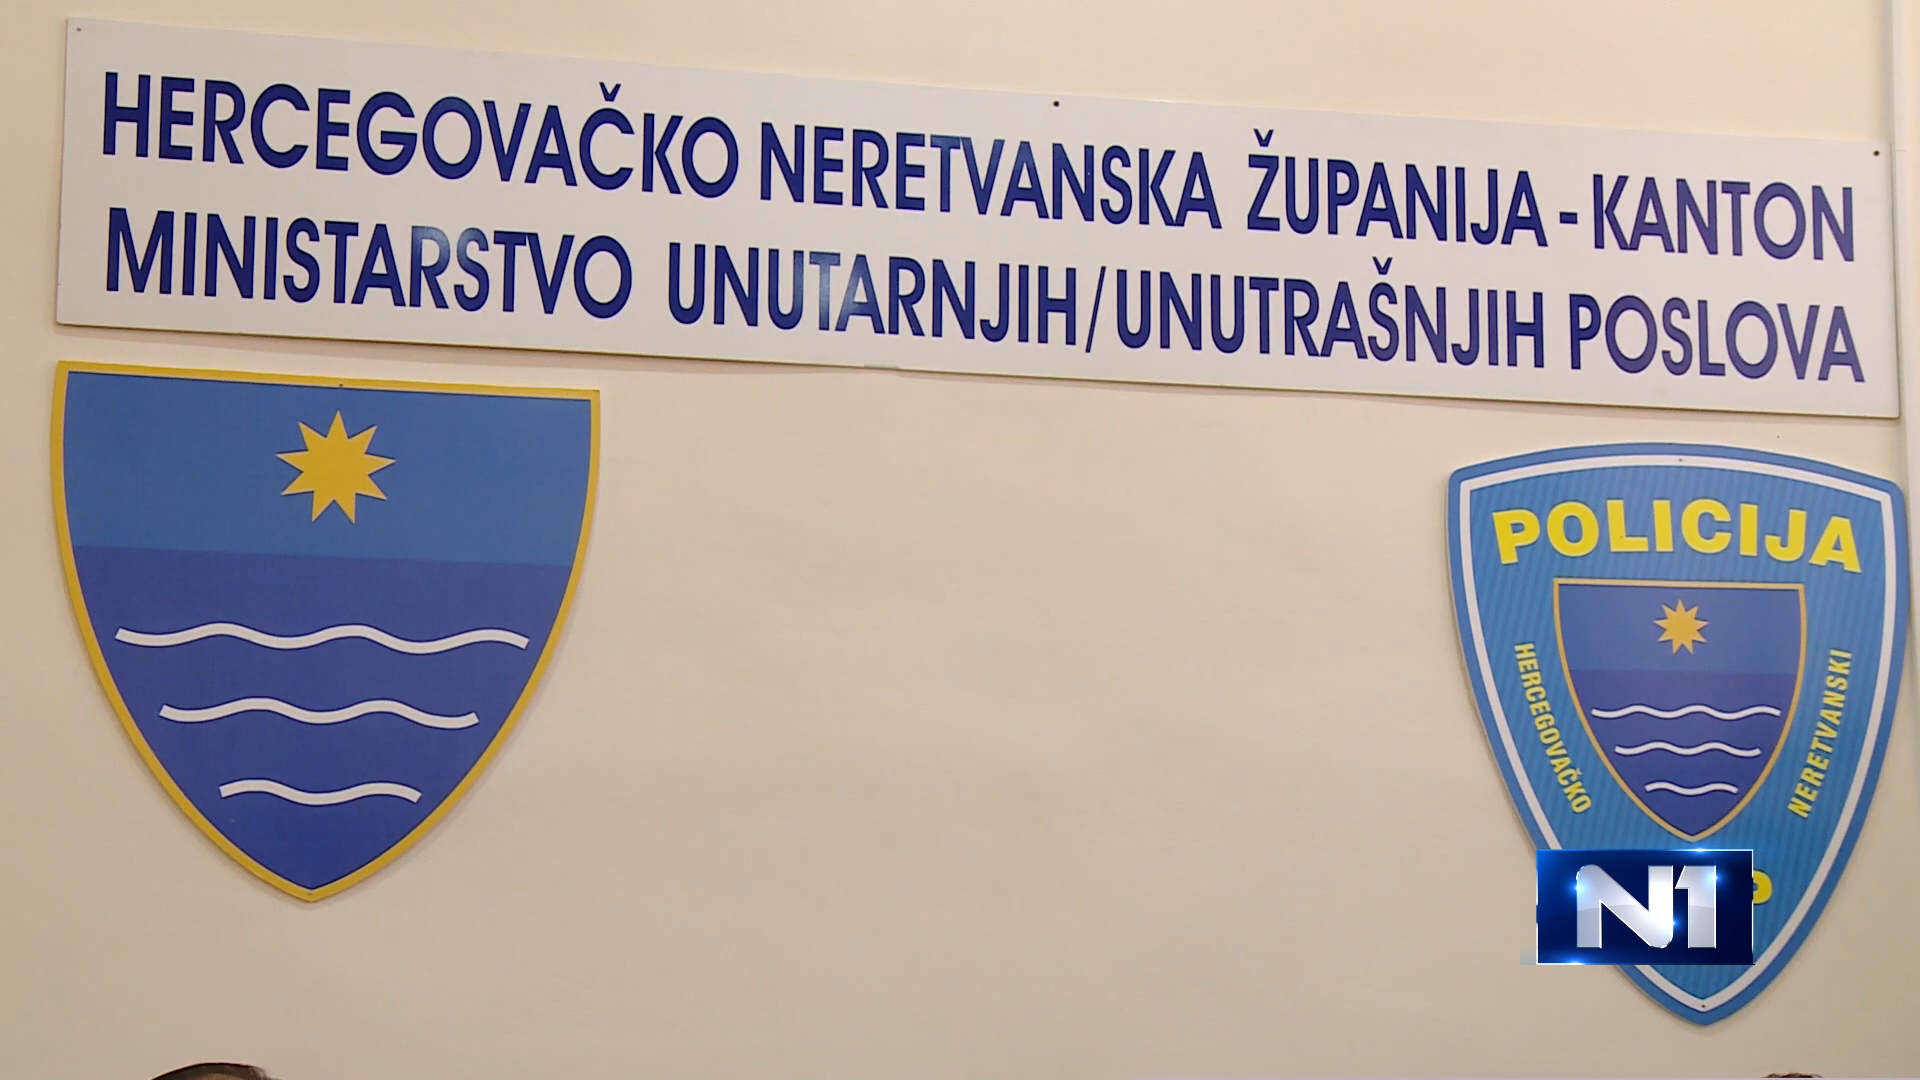 HERCEGOVAČKO NERETVANSKA ŽUPANIJA - KANTON
MINISTARSTVO UNUTARNJIH/UNUTRAŠNJIH POSLOVA
POLICIJA
HERCEGOVAČKO
NERETVANSKI
N1